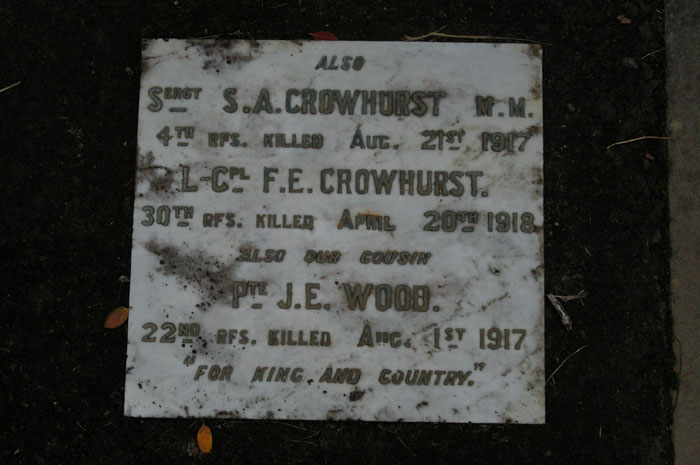 ALSO
SERGT S.A. CROWHURST M.M.
4TH RFS. KILLED AUG. 21ST 1917
L-CPL F.E. CROWHURST.
30TH RFS. KILLED APRIL 20TH 1918
ALSO OUR COUSIN
PTE J.E. WOOD.
22ND RFS. KILLED AUG. 1ST 1917
"FOR KING AND COUNTRY."